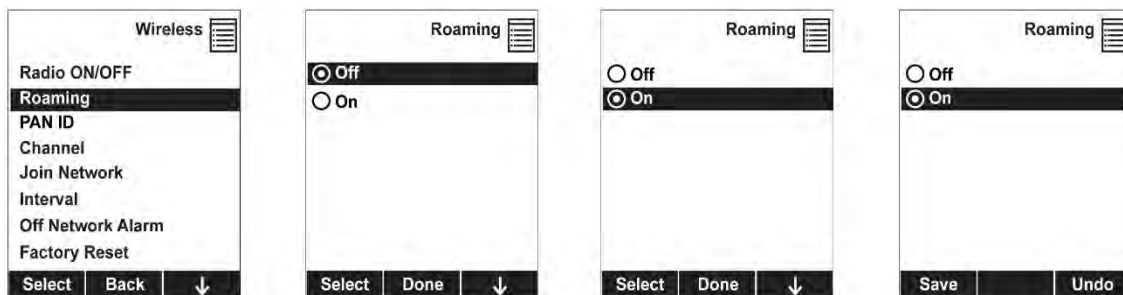 Wireless
Radio ON/OFF
Roaming
PAN ID
Channel
Join Network
Interval
Off Network Alarm
Factory Reset
Select Back ↓
Roaming
Off
On
Select Done ↓
Roaming
Off
On
Select Done ↓
Roaming
Off
On
Save Undo